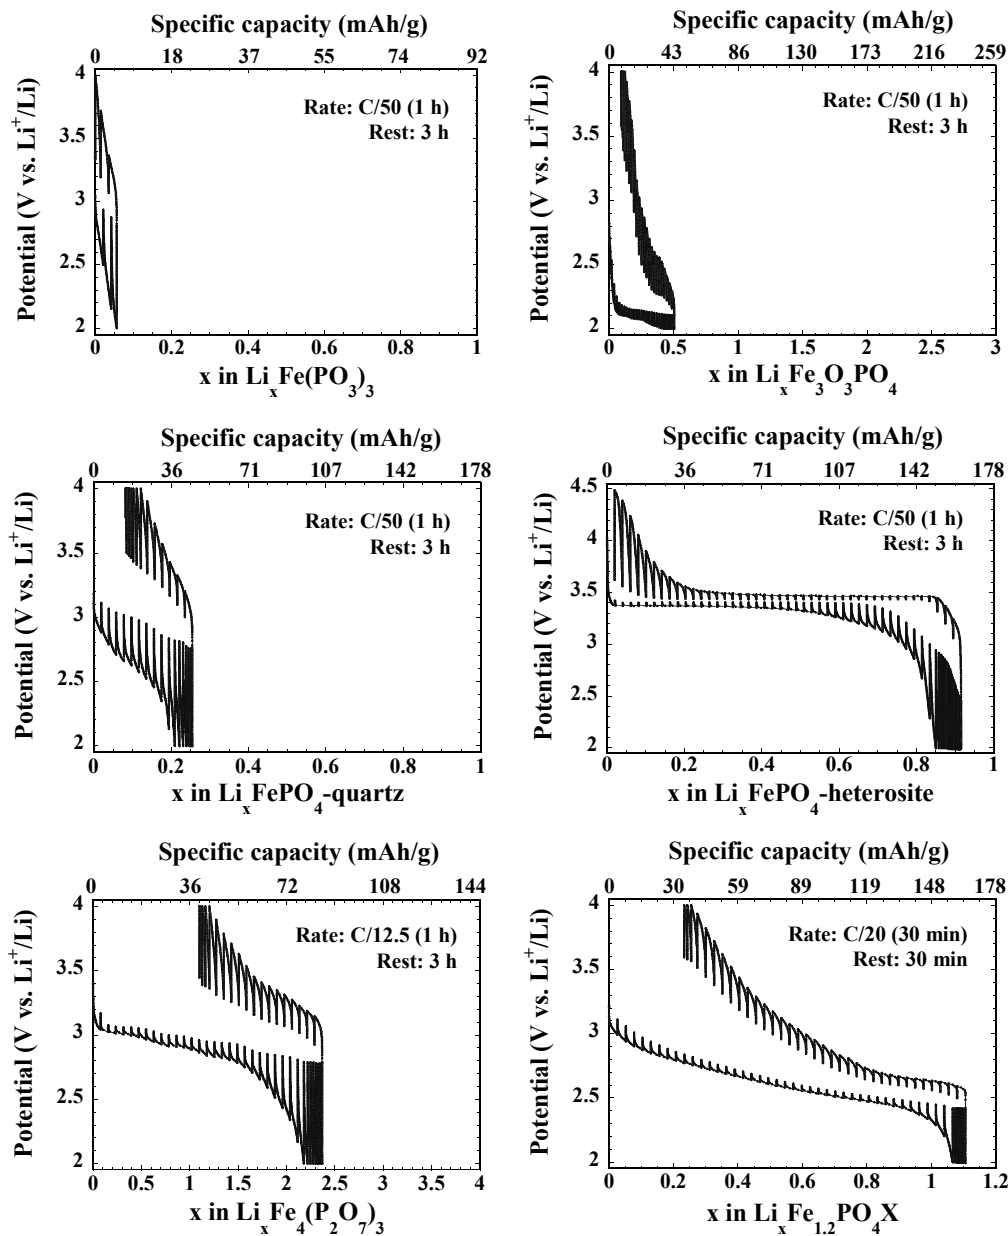 Specific capacity (mAh/g)
0 18 37 55 74 92
4
3.5
3
2.5
2
Potential (V vs. Li⁺/Li)
Rate: C/50 (1 h)
Rest: 3 h
0 0.2 0.4 0.6 0.8 1
x in LiₓFe(PO₃)₃
Specific capacity (mAh/g)
0 43 86 130 173 216 259
4
3.5
3
2.5
2
Potential (V vs. Li⁺/Li)
Rate: C/50 (1 h)
Rest: 3 h
0 0.5 1 1.5 2 2.5 3
x in LiₓFe₃O₃PO₄
Specific capacity (mAh/g)
0 36 71 107 142 178
4
3.5
3
2.5
2
Potential (V vs. Li⁺/Li)
Rate: C/50 (1 h)
Rest: 3 h
0 0.2 0.4 0.6 0.8 1
x in LiₓFePO₄-quartz
Specific capacity (mAh/g)
0 36 71 107 142 178
4.5
4
3.5
3
2.5
2
Potential (V vs. Li⁺/Li)
Rate: C/50 (1 h)
Rest: 3 h
0 0.2 0.4 0.6 0.8 1
x in LiₓFePO₄-heterosite
Specific capacity (mAh/g)
0 36 72 108 144
4
3.5
3
2.5
2
Potential (V vs. Li⁺/Li)
Rate: C/12.5 (1 h)
Rest: 3 h
0 0.5 1 1.5 2 2.5 3 3.5 4
x in LiₓFe₄(P₂O₇)₃
Specific capacity (mAh/g)
0 30 59 89 119 148 178
4
3.5
3
2.5
2
Potential (V vs. Li⁺/Li)
Rate: C/20 (30 min)
Rest: 30 min
0 0.2 0.4 0.6 0.8 1 1.2
x in LiₓFe₁.₂PO₄X